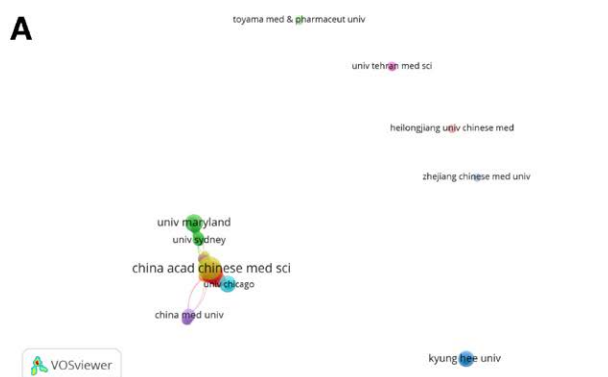 A
toyama med & pharmaceut univ
univ tehran med sci
heilongjiang univ chinese med
zhejiang chinese med univ
univ maryland
univ sydney
china acad chinese med sci
univ chicago
china med univ
kyung hee univ
VOSviewer